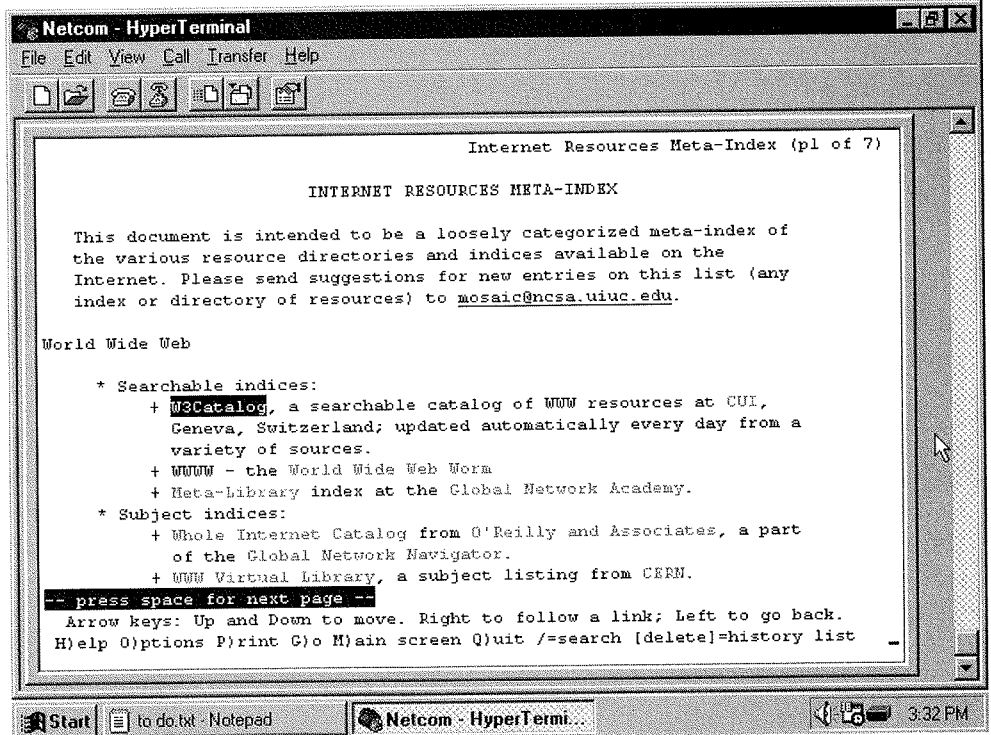 Netcom - HyperTerminal
File Edit View Call Transfer Help
Internet Resources Meta-Index (p1 of 7)
INTERNET RESOURCES META-INDEX
This document is intended to be a loosely categorized meta-index of
the various resource directories and indices available on the
Internet. Please send suggestions for new entries on this list (any
index or directory of resources) to mosaic@ncsa.uiuc.edu.
World Wide Web
* Searchable indices:
+ W3Catalog, a searchable catalog of WWW resources at CUI,
Geneva, Switzerland; updated automatically every day from a
variety of sources.
+ WWWW - the World Wide Web Worm
+ Meta-Library index at the Global Network Academy.
* Subject indices:
+ Whole Internet Catalog from O'Reilly and Associates, a part
of the Global Network Navigator.
+ WWW Virtual Library, a subject listing from CERN.
-- press space for next page --
Arrow keys: Up and Down to move. Right to follow a link; Left to go back.
H)elp O)ptions P)rint G)o M)ain screen Q)uit /=search [delete]=history list
Start to do.txt - Notepad Netcom - HyperTermi... 3:32 PM